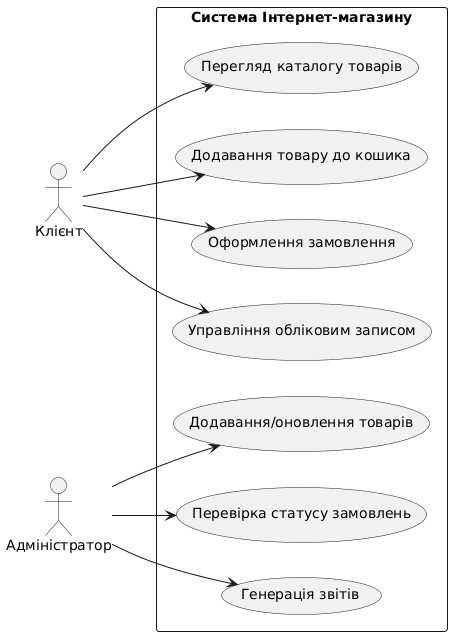 Система Інтернет-магазину
Перегляд каталогу товарів
Додавання товару до кошика
Клієнт
Оформлення замовлення
Управління обліковим записом
Додавання/оновлення товарів
Перевірка статусу замовлень
Адміністратор
Генерація звітів